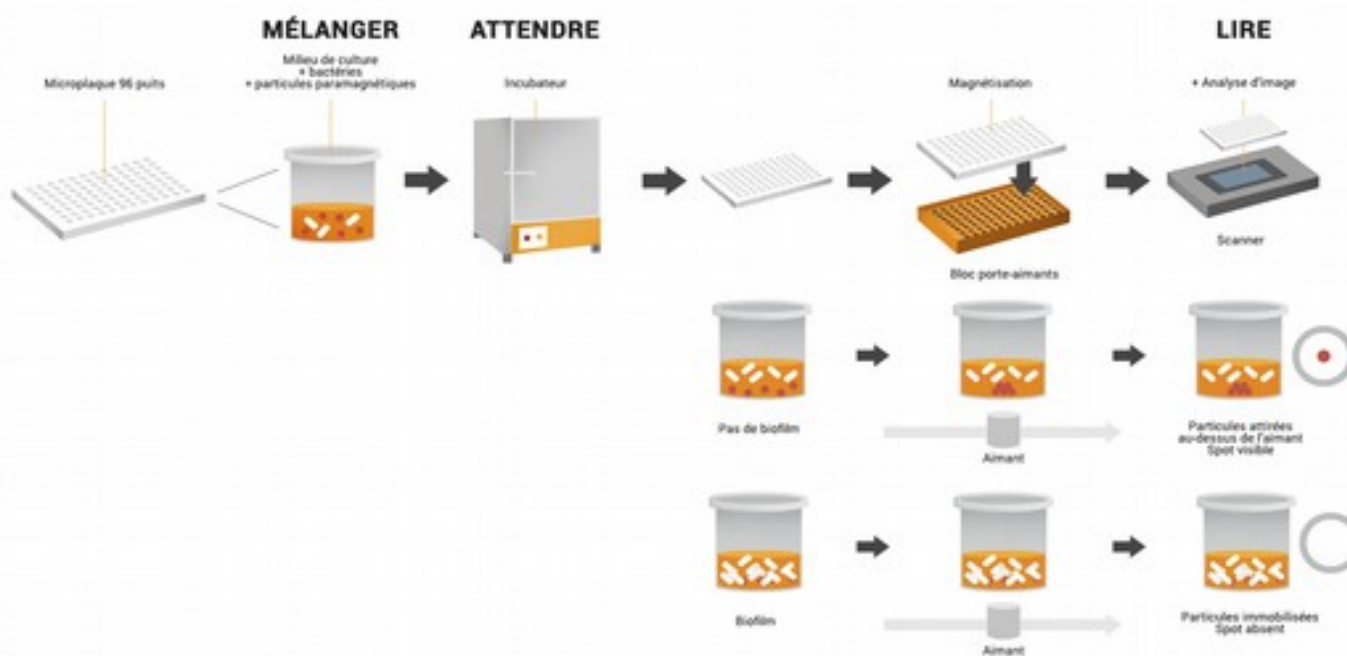 MÉLANGER
ATTENDRE
LIRE
Microplaque 96 puits
Milieu de culture
+ bactéries
+ particules paramagnétiques
Incubateur
Magnétisation
+ Analyse d'image
Bloc porte-aimants
Scanner
Pas de biofilm
Aimant
Particules attirées
au-dessus de l'aimant
Spot visible
Biofilm
Aimant
Particules immobilisées
Spot absent